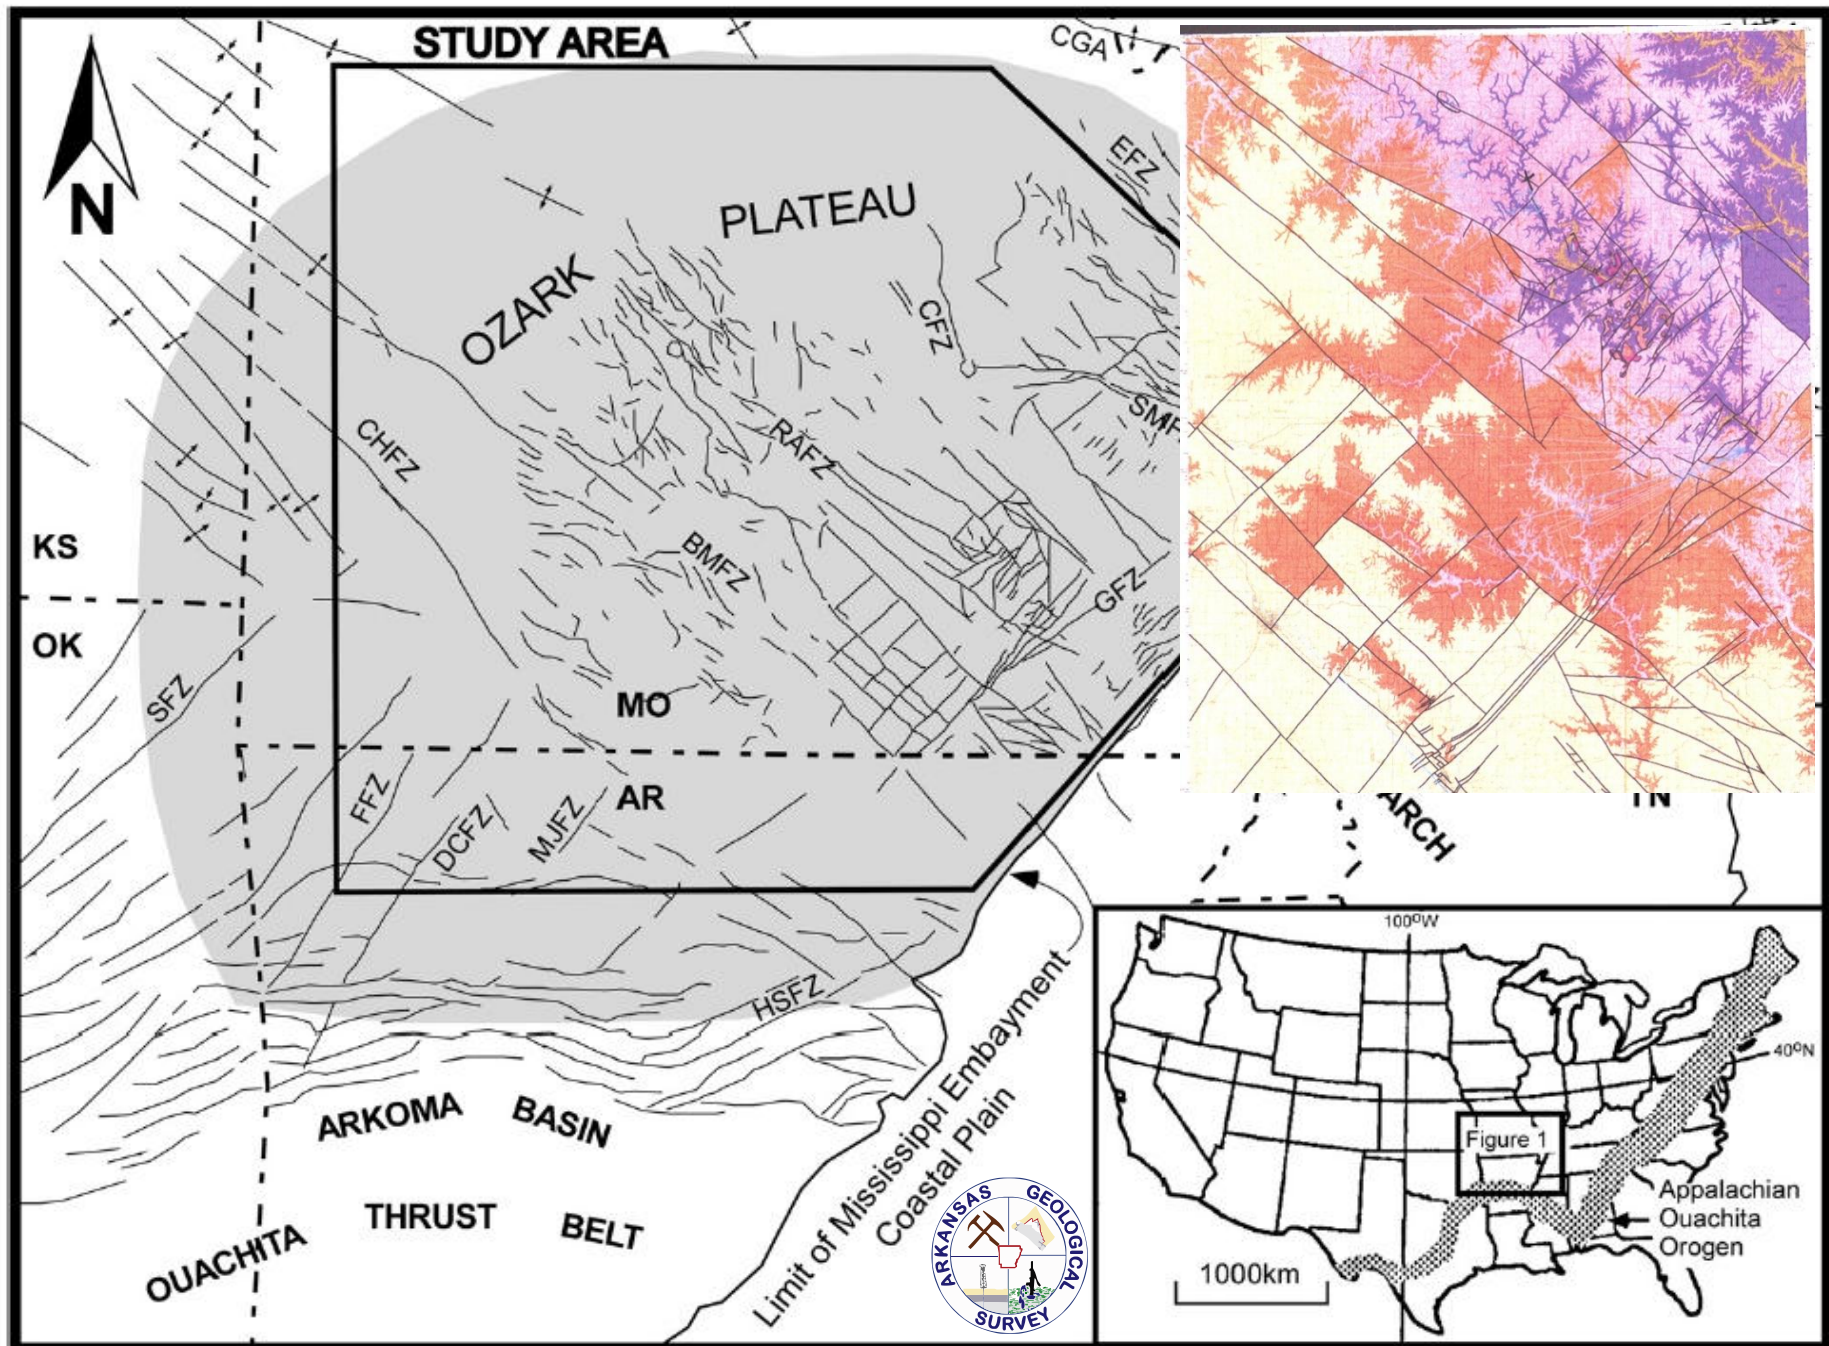 STUDY AREA
CGA
N
EFZ
PLATEAU
OZARK
CFZ
SMF
CHFZ
RAFZ
KS
BMFZ
GFZ
OK
SFZ
MO
AR
FFZ
DCFZ
MJFZ
ARCH
TN
HSFZ
Limit of Mississippi Embayment
Coastal Plain
ARKOMA BASIN
OUACHITA THRUST BELT
ARKANSAS GEOLOGICAL SURVEY
100°W
40°N
Figure 1
Appalachian
Ouachita
Orogen
1000km